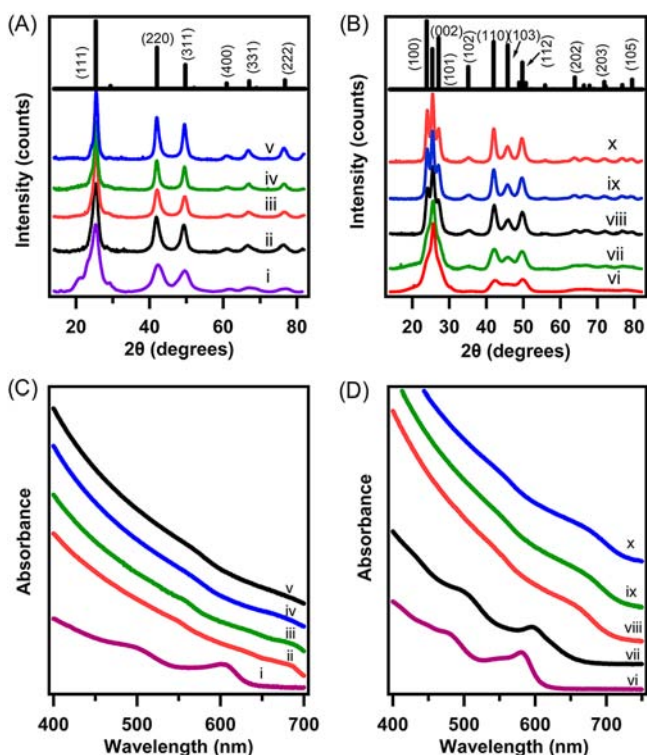 (A)
(111)
(220)
(311)
(400)
(331)
(222)
Intensity (counts)
v
iv
iii
ii
i
20 40 60 80
2θ (degrees)
(B)
(100)
(002)
(101)
(102)
(110)
(103)
(112)
(202)
(203)
(105)
Intensity (counts)
x
ix
viii
vii
vi
20 30 40 50 60 70 80
2θ (degrees)
(C)
Absorbance
v
iv
iii
ii
i
400 500 600 700
Wavelength (nm)
(D)
Absorbance
x
ix
viii
vii
vi
400 500 600 700
Wavelength (nm)